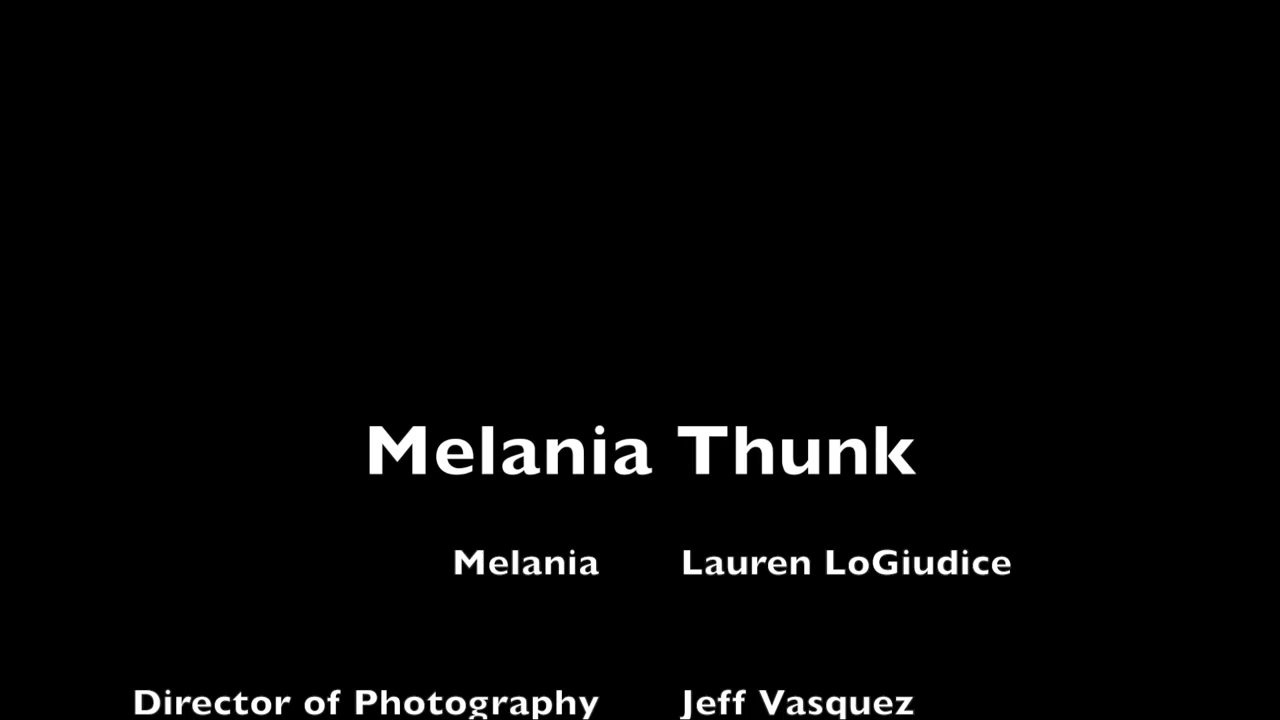 Melania Thunk
Melania Lauren LoGiudice
Director of Photography Jeff Vasquez